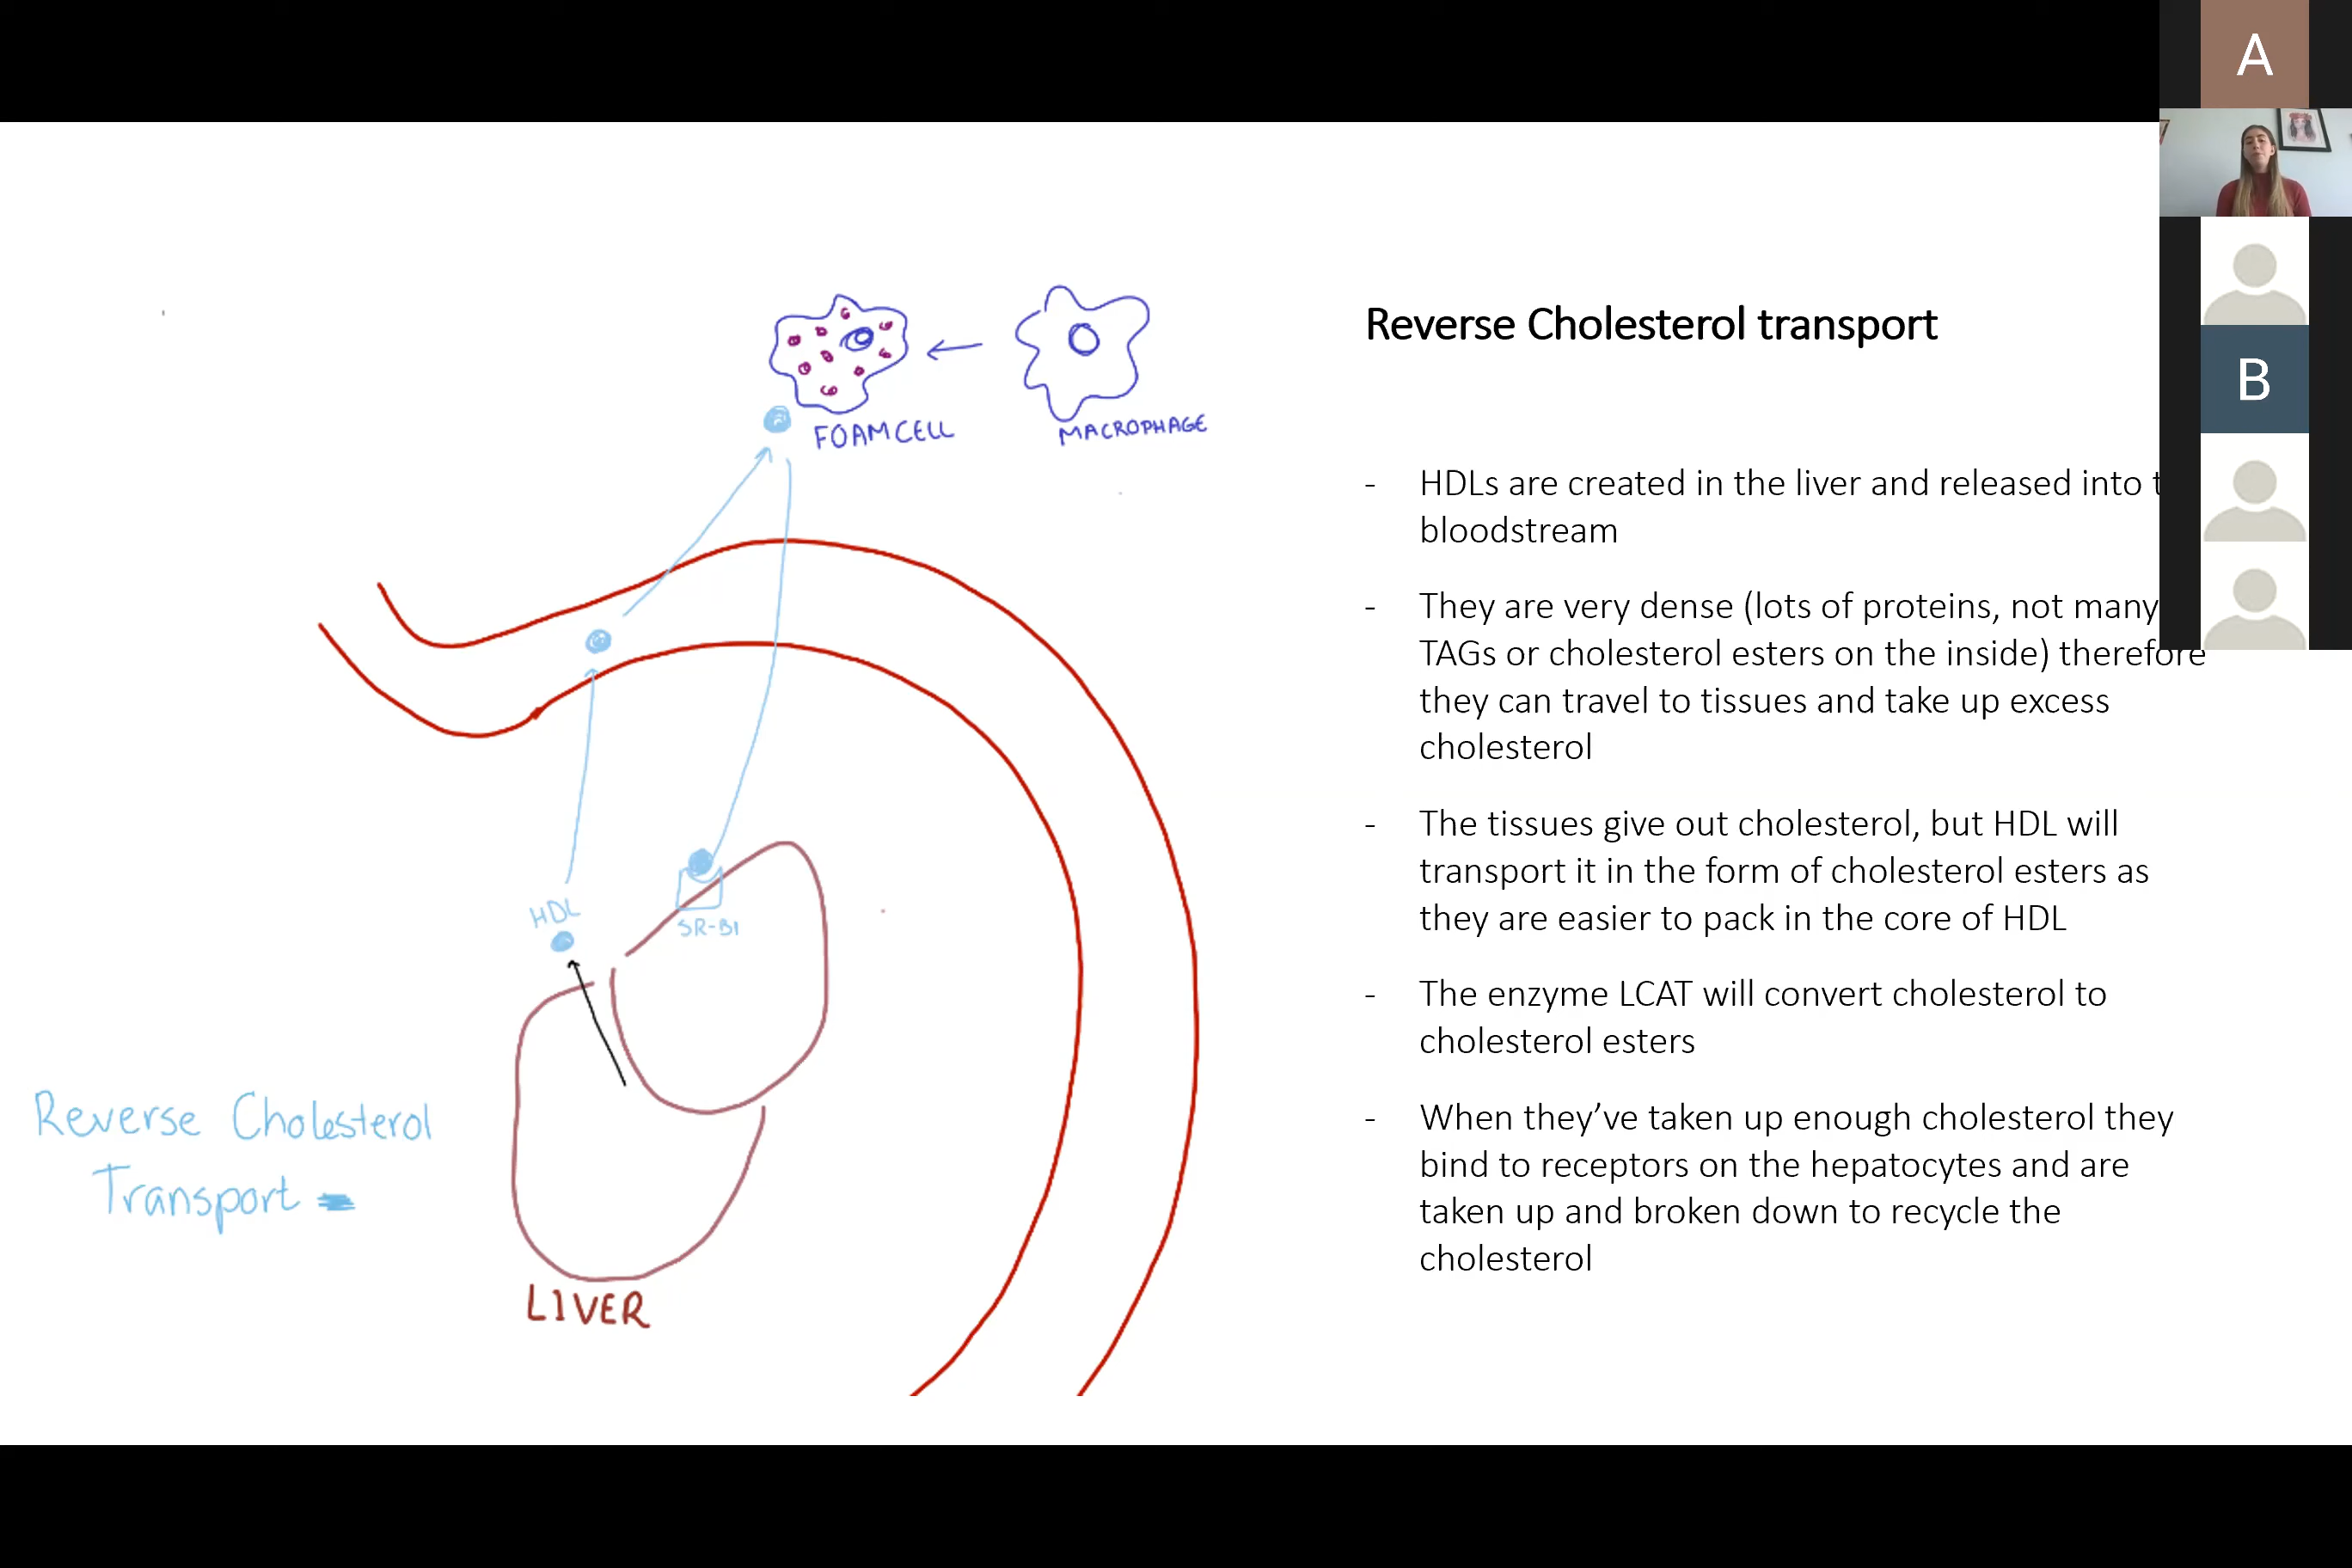 A
B
FOAM CELL
MACROPHAGE
HDL
SR-B1
Reverse Cholesterol
Transport
LIVER
Reverse Cholesterol transport
- HDLs are created in the liver and released into
bloodstream
- They are very dense (lots of proteins, not many
TAGs or cholesterol esters on the inside) therefore
they can travel to tissues and take up excess
cholesterol
- The tissues give out cholesterol, but HDL will
transport it in the form of cholesterol esters as
they are easier to pack in the core of HDL
- The enzyme LCAT will convert cholesterol to
cholesterol esters
- When they’ve taken up enough cholesterol they
bind to receptors on the hepatocytes and are
taken up and broken down to recycle the
cholesterol